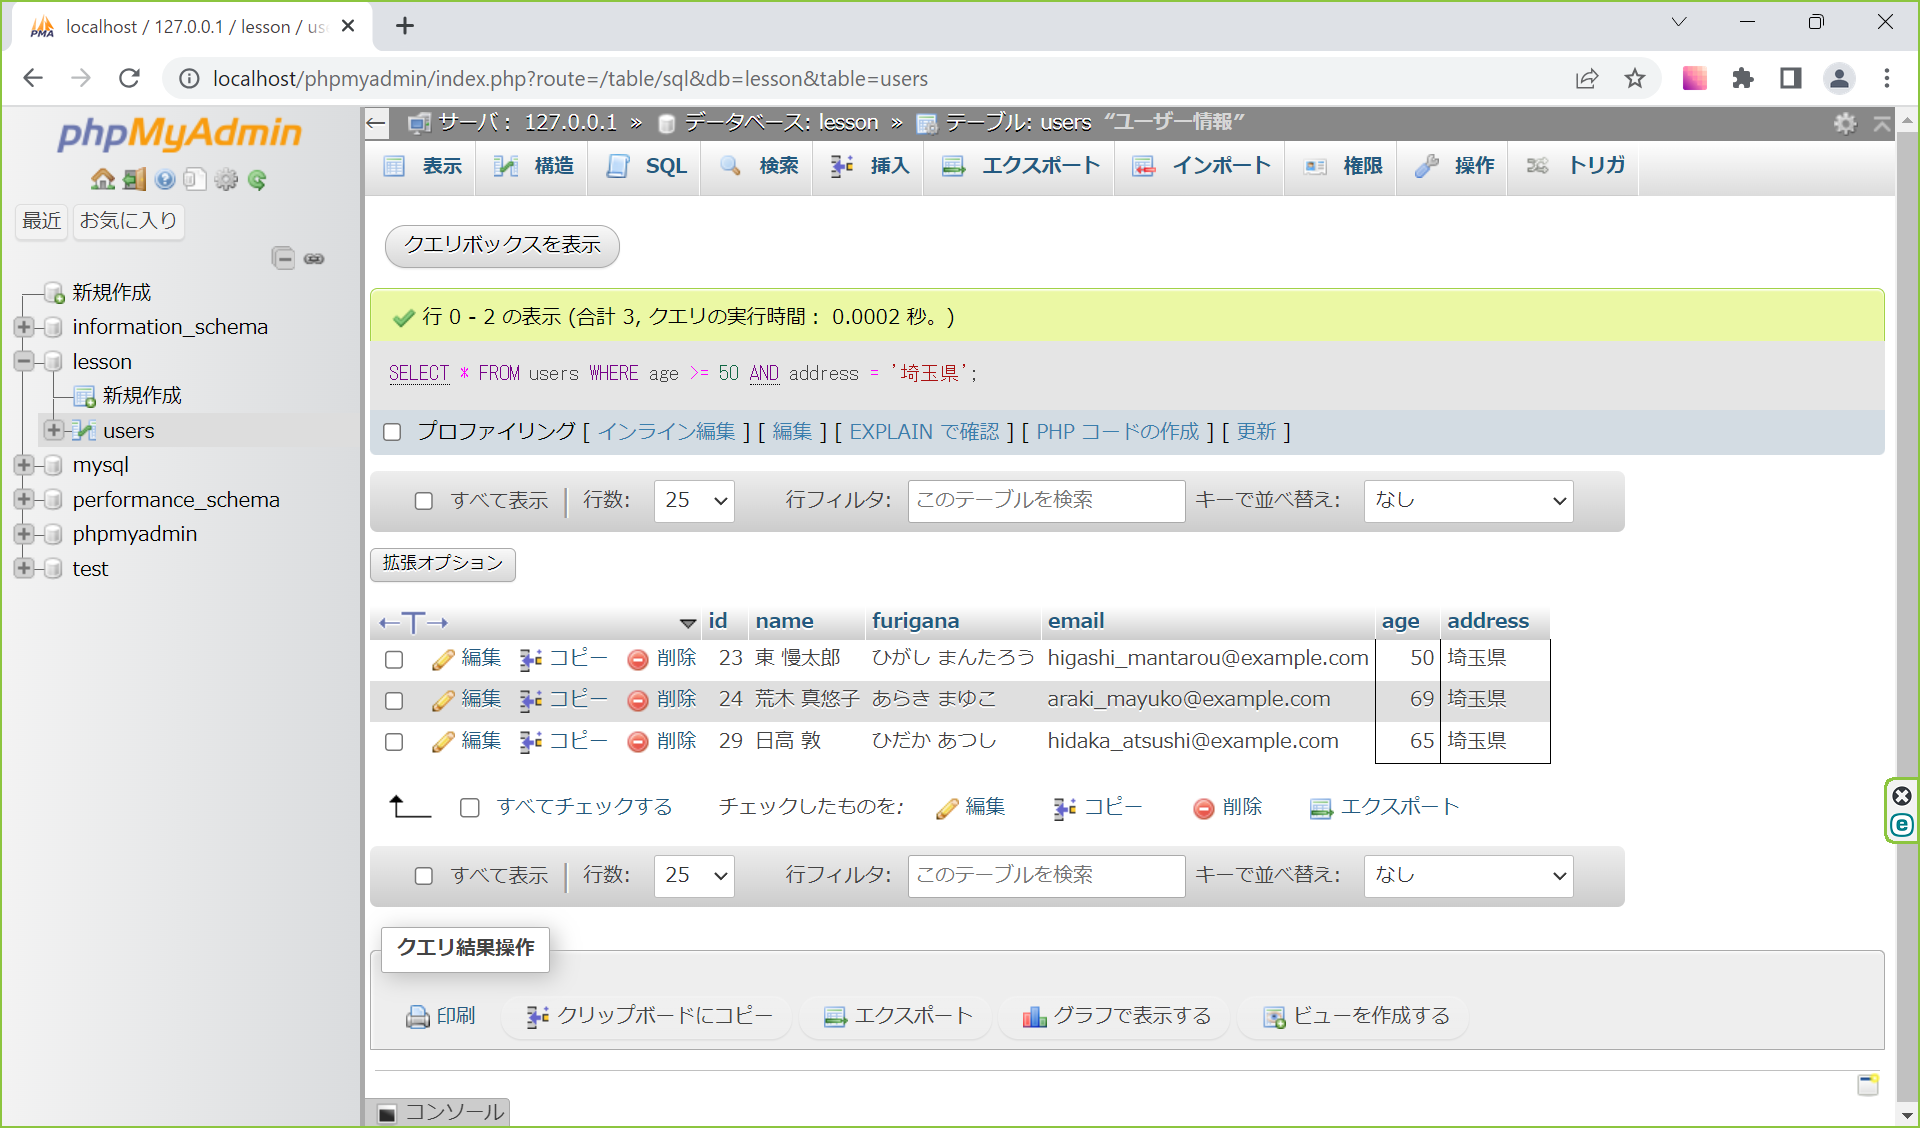 localhost / 127.0.0.1 / lesson / us
localhost/phpmyadmin/index.php?route=/table/sql&db=lesson&table=users
phpMyAdmin
最近 お気に入り
新規作成
information_schema
lesson
新規作成
users
mysql
performance_schema
phpmyadmin
test
サーバ: 127.0.0.1 » データベース: lesson » テーブル: users “ユーザー情報”
表示 構造 SQL 検索 挿入 エクスポート インポート 権限 操作 トリガ
クエリボックスを表示
行 0 - 2 の表示 (合計 3, クエリの実行時間: 0.0002 秒。)
SELECT * FROM users WHERE age >= 50 AND address = '埼玉県';
プロファイリング [ インライン編集 ] [ 編集 ] [ EXPLAIN で確認 ] [ PHP コードの作成 ] [ 更新 ]
すべて表示 | 行数: 25 行フィルタ: このテーブルを検索 キーで並べ替え: なし
拡張オプション
←T→ id name furigana email age address
編集 コピー 削除 23 東 慢太郎 ひがし まんたろう higashi_mantarou@example.com 50 埼玉県
編集 コピー 削除 24 荒木 真悠子 あらき まゆこ araki_mayuko@example.com 69 埼玉県
編集 コピー 削除 29 日高 敦 ひだか あつし hidaka_atsushi@example.com 65 埼玉県
すべてチェックする チェックしたものを: 編集 コピー 削除 エクスポート
すべて表示 | 行数: 25 行フィルタ: このテーブルを検索 キーで並べ替え: なし
クエリ結果操作
印刷 クリップボードにコピー エクスポート グラフで表示する ビューを作成する
コンソール